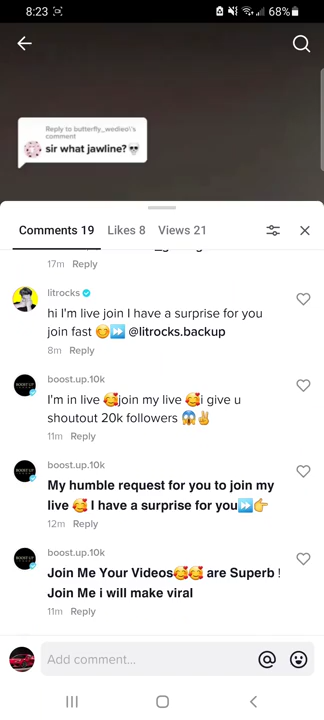 8:23
68%
Reply to butterfly_wedieo\'s
comment
sir what jawline?💀
Comments 19
Likes 8
Views 21
17m Reply
litrocks
hi I'm live join I have a surprise for you
join fast 😊⏩ @litrocks.backup
8m Reply
boost.up.10k
I'm in live 🥰join my live 🥰i give u
shoutout 20k followers 😱✌
11m Reply
boost.up.10k
My humble request for you to join my
live 🥰 I have a surprise for you⏩👉
12m Reply
boost.up.10k
Join Me Your Videos🥰🥰 are Superb !
Join Me i will make viral
11m Reply
Add comment...